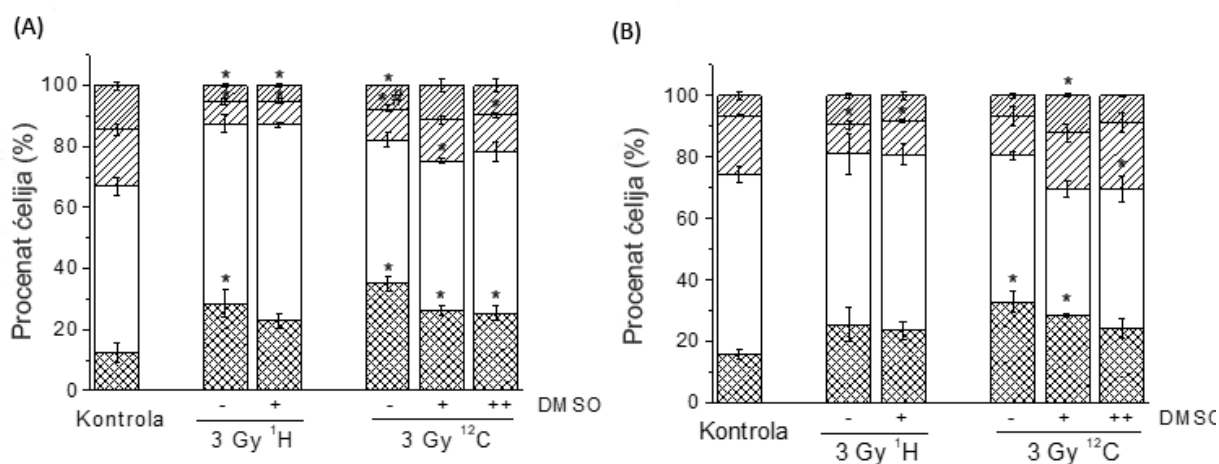 (A)
Procenat ćelija (%)
100
80
60
40
20
0
* * * * * * * # * * * * * *
Kontrola
- + - + ++ DMSO
3 Gy ¹H 3 Gy ¹²C
(B)
Procenat ćelija (%)
100
80
60
40
20
0
* * * * * *
Kontrola
- + - + ++ DMSO
3 Gy ¹H 3 Gy ¹²C